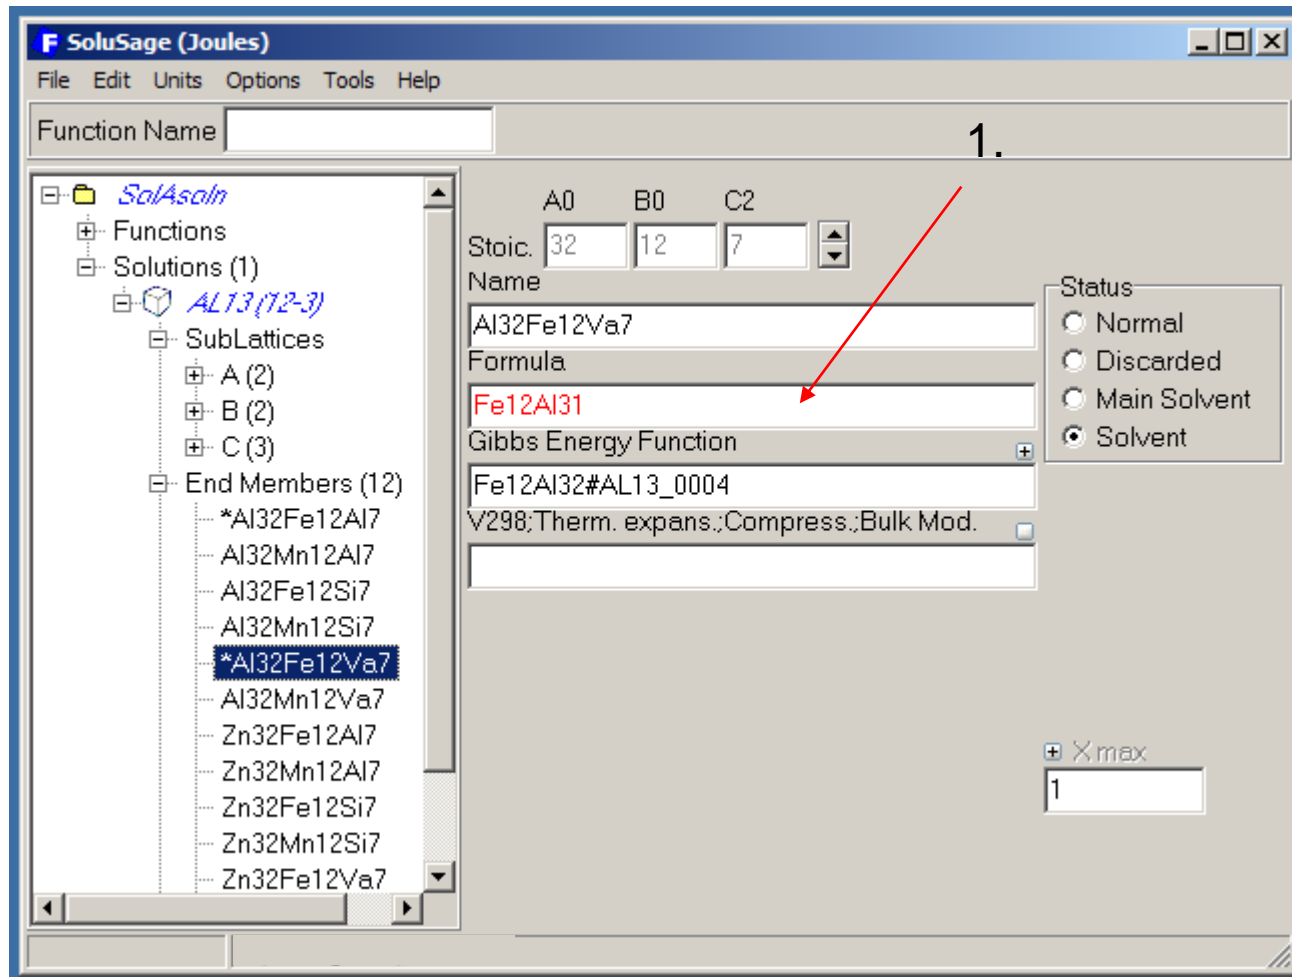 SoluSage (Joules)
File Edit Units Options Tools Help
Function Name
1.
SolAsoln
Functions
Solutions (1)
AL13 (12-3)
SubLattices
A (2)
B (2)
C (3)
End Members (12)
*Al32Fe12Al7
Al32Mn12Al7
Al32Fe12Si7
Al32Mn12Si7
*Al32Fe12Va7
Al32Mn12Va7
Zn32Fe12Al7
Zn32Mn12Al7
Zn32Fe12Si7
Zn32Mn12Si7
Zn32Fe12Va7
A0 B0 C2
Stoic. 32 12 7
Name
Al32Fe12Va7
Formula
Fe12Al31
Gibbs Energy Function
Fe12Al32#AL13_0004
V298;Therm. expans.;Compress.;Bulk Mod.
Status
Normal
Discarded
Main Solvent
Solvent
Xmax
1